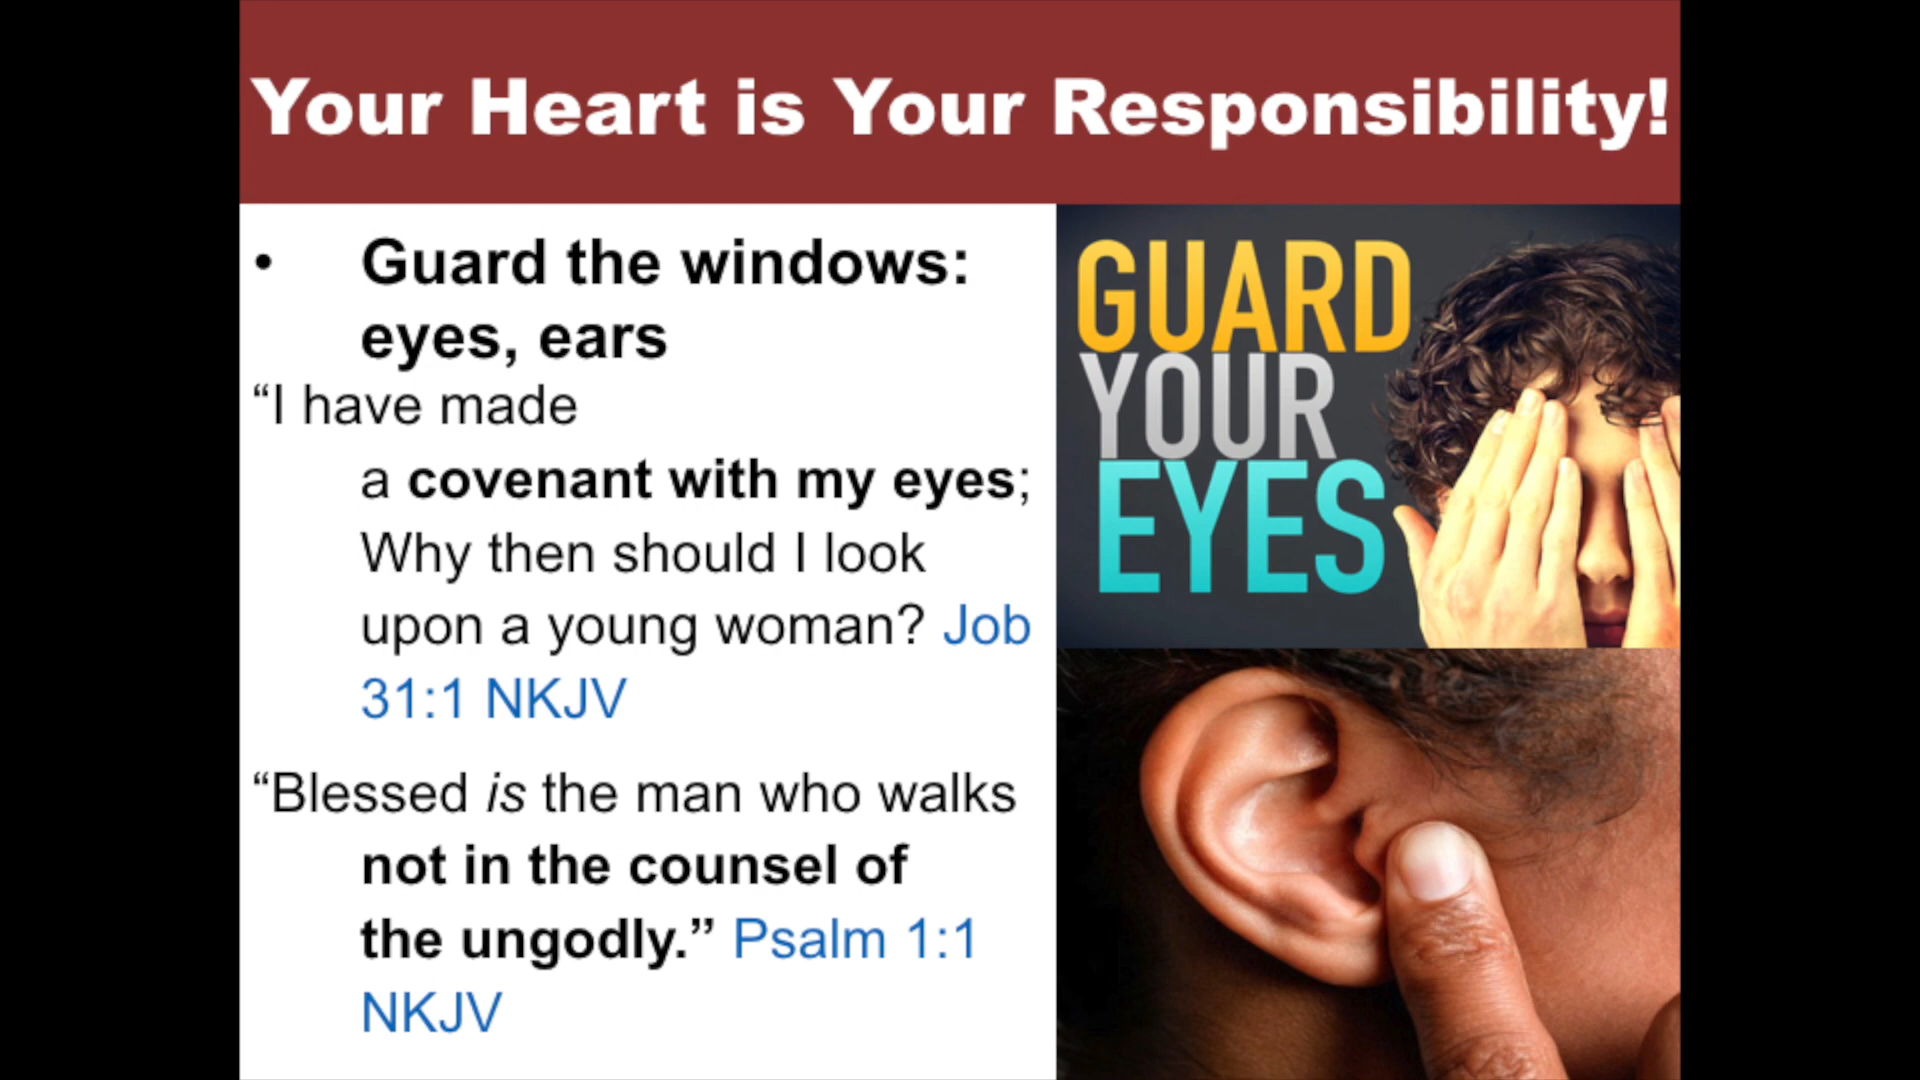 Your Heart is Your Responsibility!
• Guard the windows:
eyes, ears
“I have made
a covenant with my eyes;
Why then should I look
upon a young woman? Job
31:1 NKJV
“Blessed is the man who walks
not in the counsel of
the ungodly.” Psalm 1:1
NKJV
GUARD
YOUR
EYES